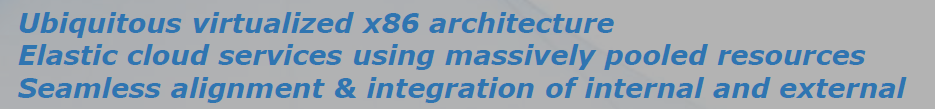 Ubiquitous virtualized x86 architecture
Elastic cloud services using massively pooled resources
Seamless alignment & integration of internal and external